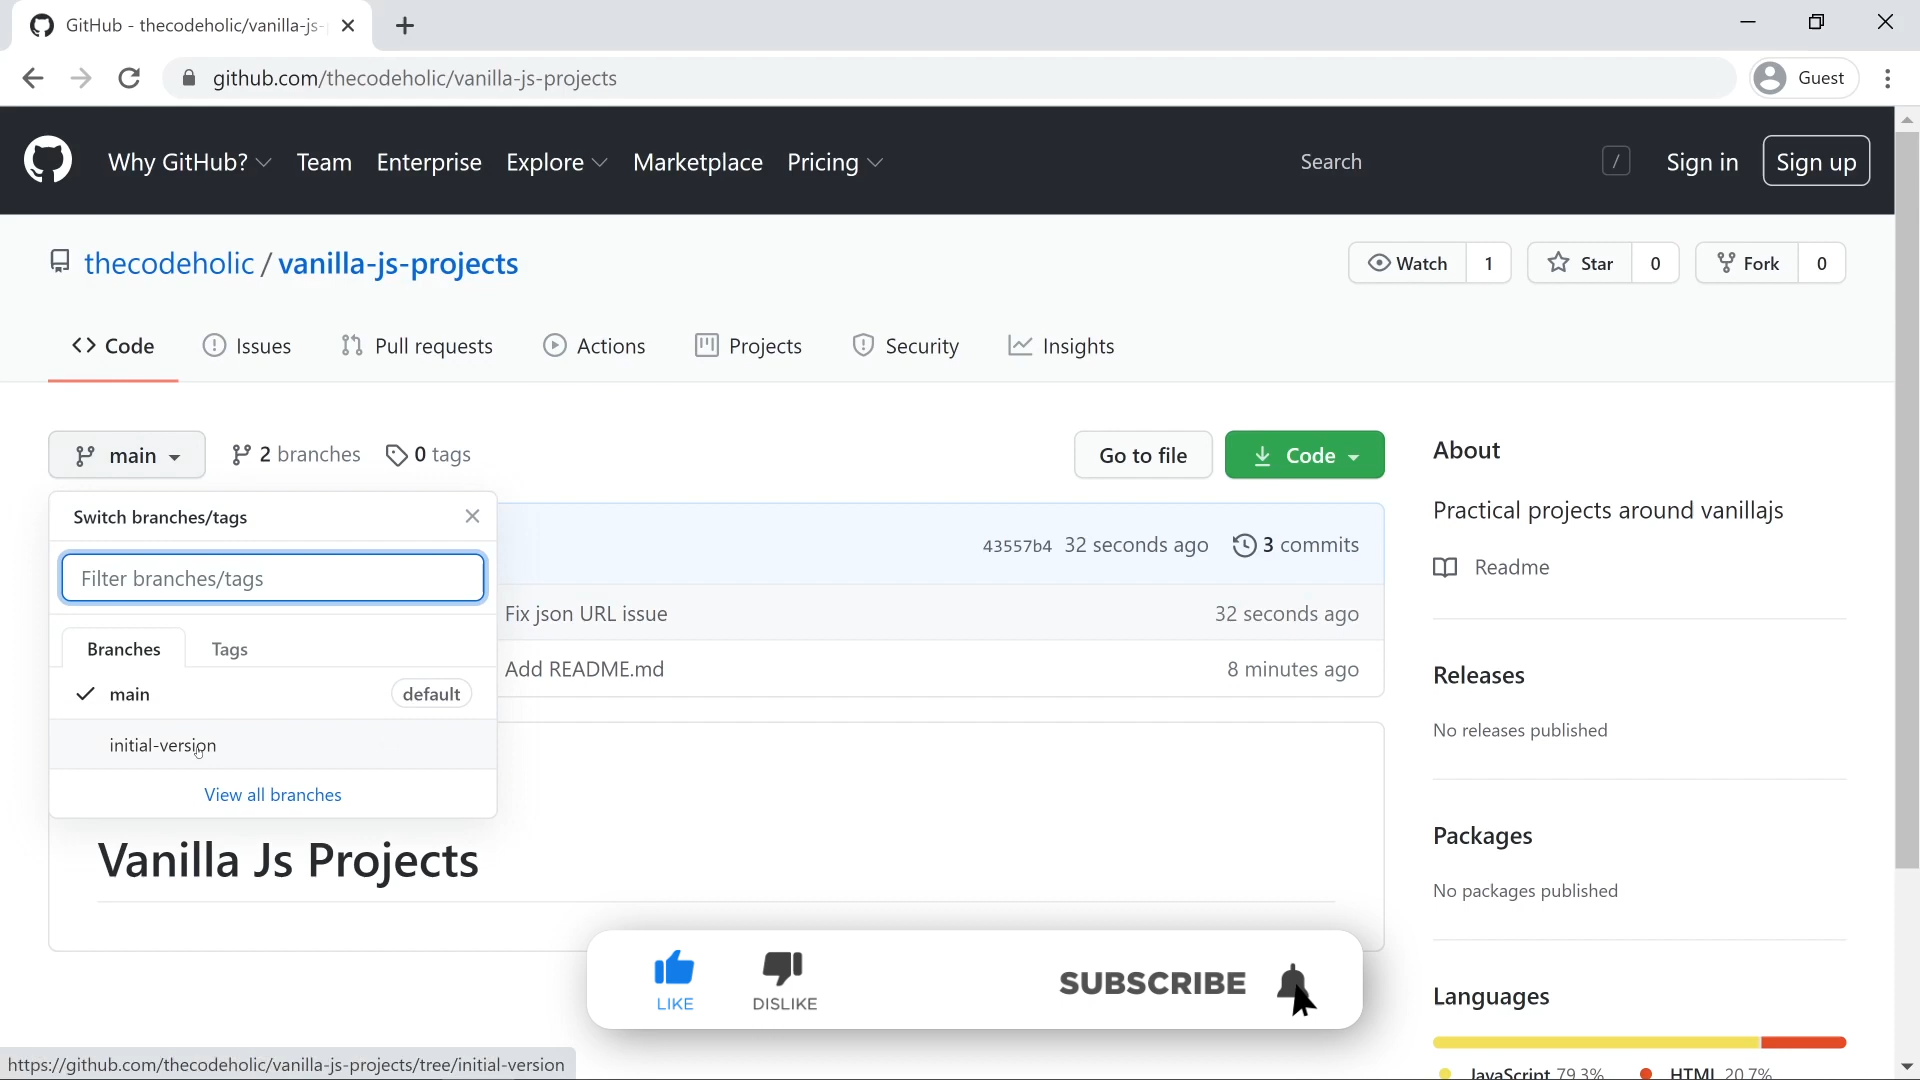 GitHub - thecodeholic/vanilla-js-
github.com/thecodeholic/vanilla-js-projects
Guest
Why GitHub? Team Enterprise Explore Marketplace Pricing
Search /
Sign in Sign up
thecodeholic / vanilla-js-projects
Watch 1 Star 0 Fork 0
Code Issues Pull requests Actions Projects Security Insights
main 2 branches 0 tags
Go to file Code
Switch branches/tags
Filter branches/tags
Branches Tags
main default
initial-version
View all branches
43557b4 32 seconds ago 3 commits
Fix json URL issue 32 seconds ago
Add README.md 8 minutes ago
Vanilla Js Projects
About
Practical projects around vanillajs
Readme
Releases
No releases published
Packages
No packages published
Languages
JavaScript 79.3% HTML 20.7%
LIKE DISLIKE SUBSCRIBE
https://github.com/thecodeholic/vanilla-js-projects/tree/initial-version